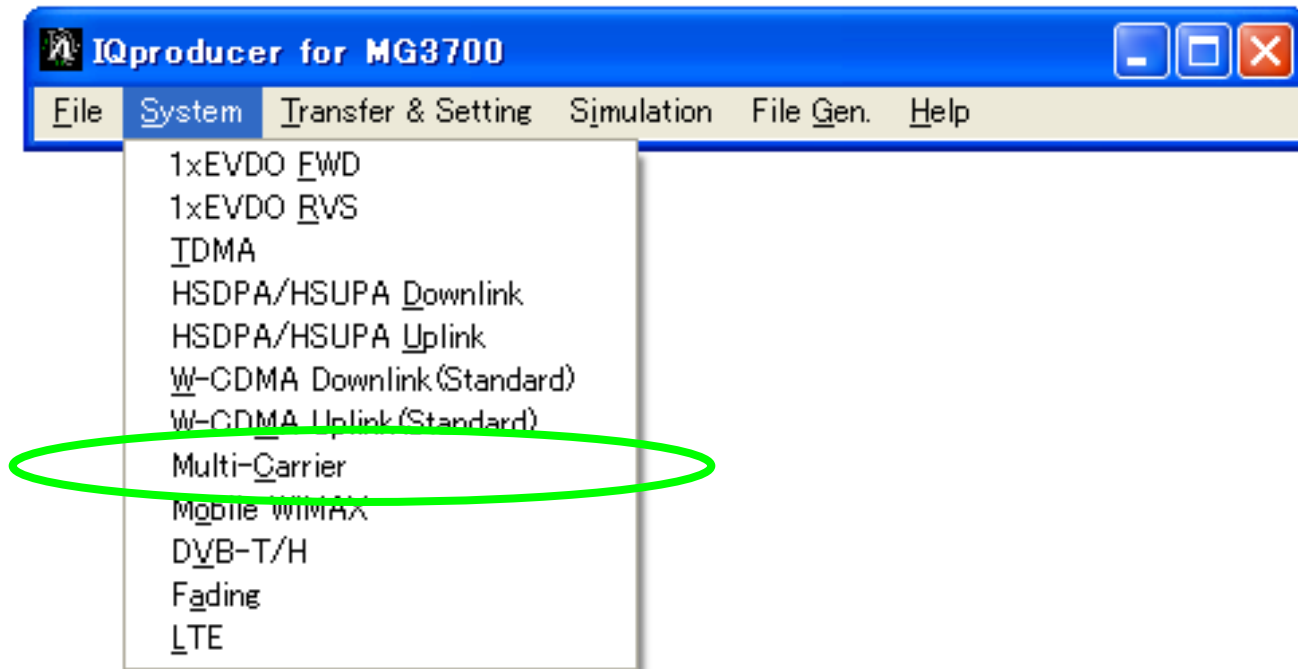 IQproducer for MG3700
File System Transfer & Setting Simulation File Gen. Help
1xEVDO FWD
1xEVDO RVS
TDMA
HSDPA/HSUPA Downlink
HSDPA/HSUPA Uplink
W-CDMA Downlink(Standard)
W-CDMA Uplink(Standard)
Multi-Carrier
Mobile WiMAX
DVB-T/H
Fading
LTE